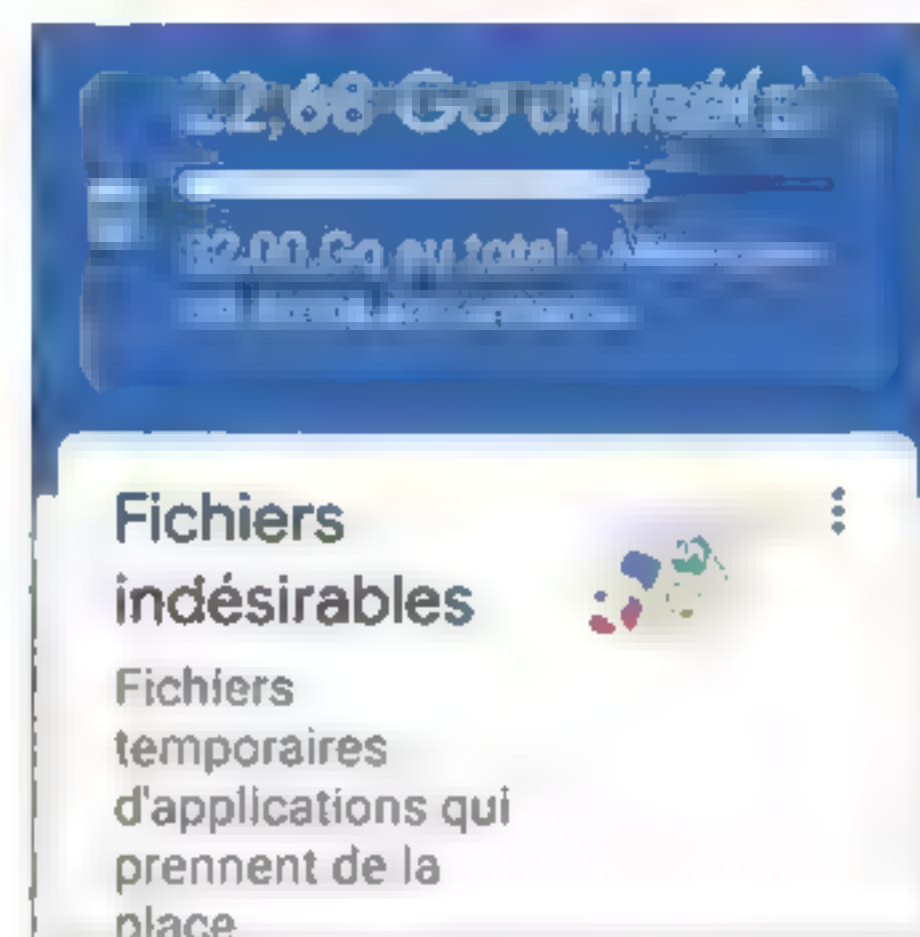 Go utilisé(s)
Go au total
Fichiers
indésirables
Fichiers
temporaires
d'applications qui
prennent de la
place